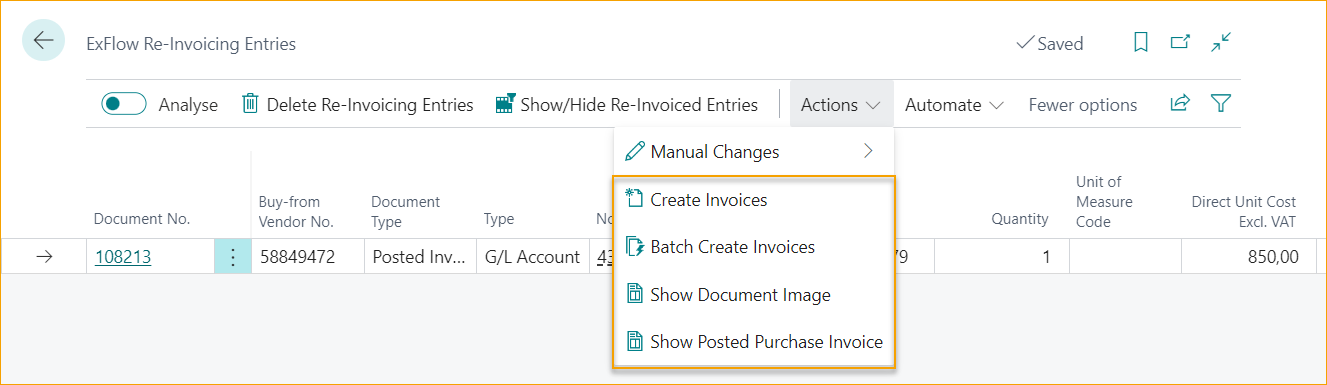 ExFlow Re-Invoicing Entries
Saved
Analyse Delete Re-Invoicing Entries Show/Hide Re-Invoiced Entries Actions Automate Fewer options
Manual Changes
Create Invoices
Batch Create Invoices
Show Document Image
Show Posted Purchase Invoice
Document No.
Buy-from
Vendor No.
Document
Type
Type
No
Quantity
Unit of
Measure
Code
Direct Unit Cost
Excl. VAT
108213 58849472 Posted Inv... G/L Account 43 79 1 850,00